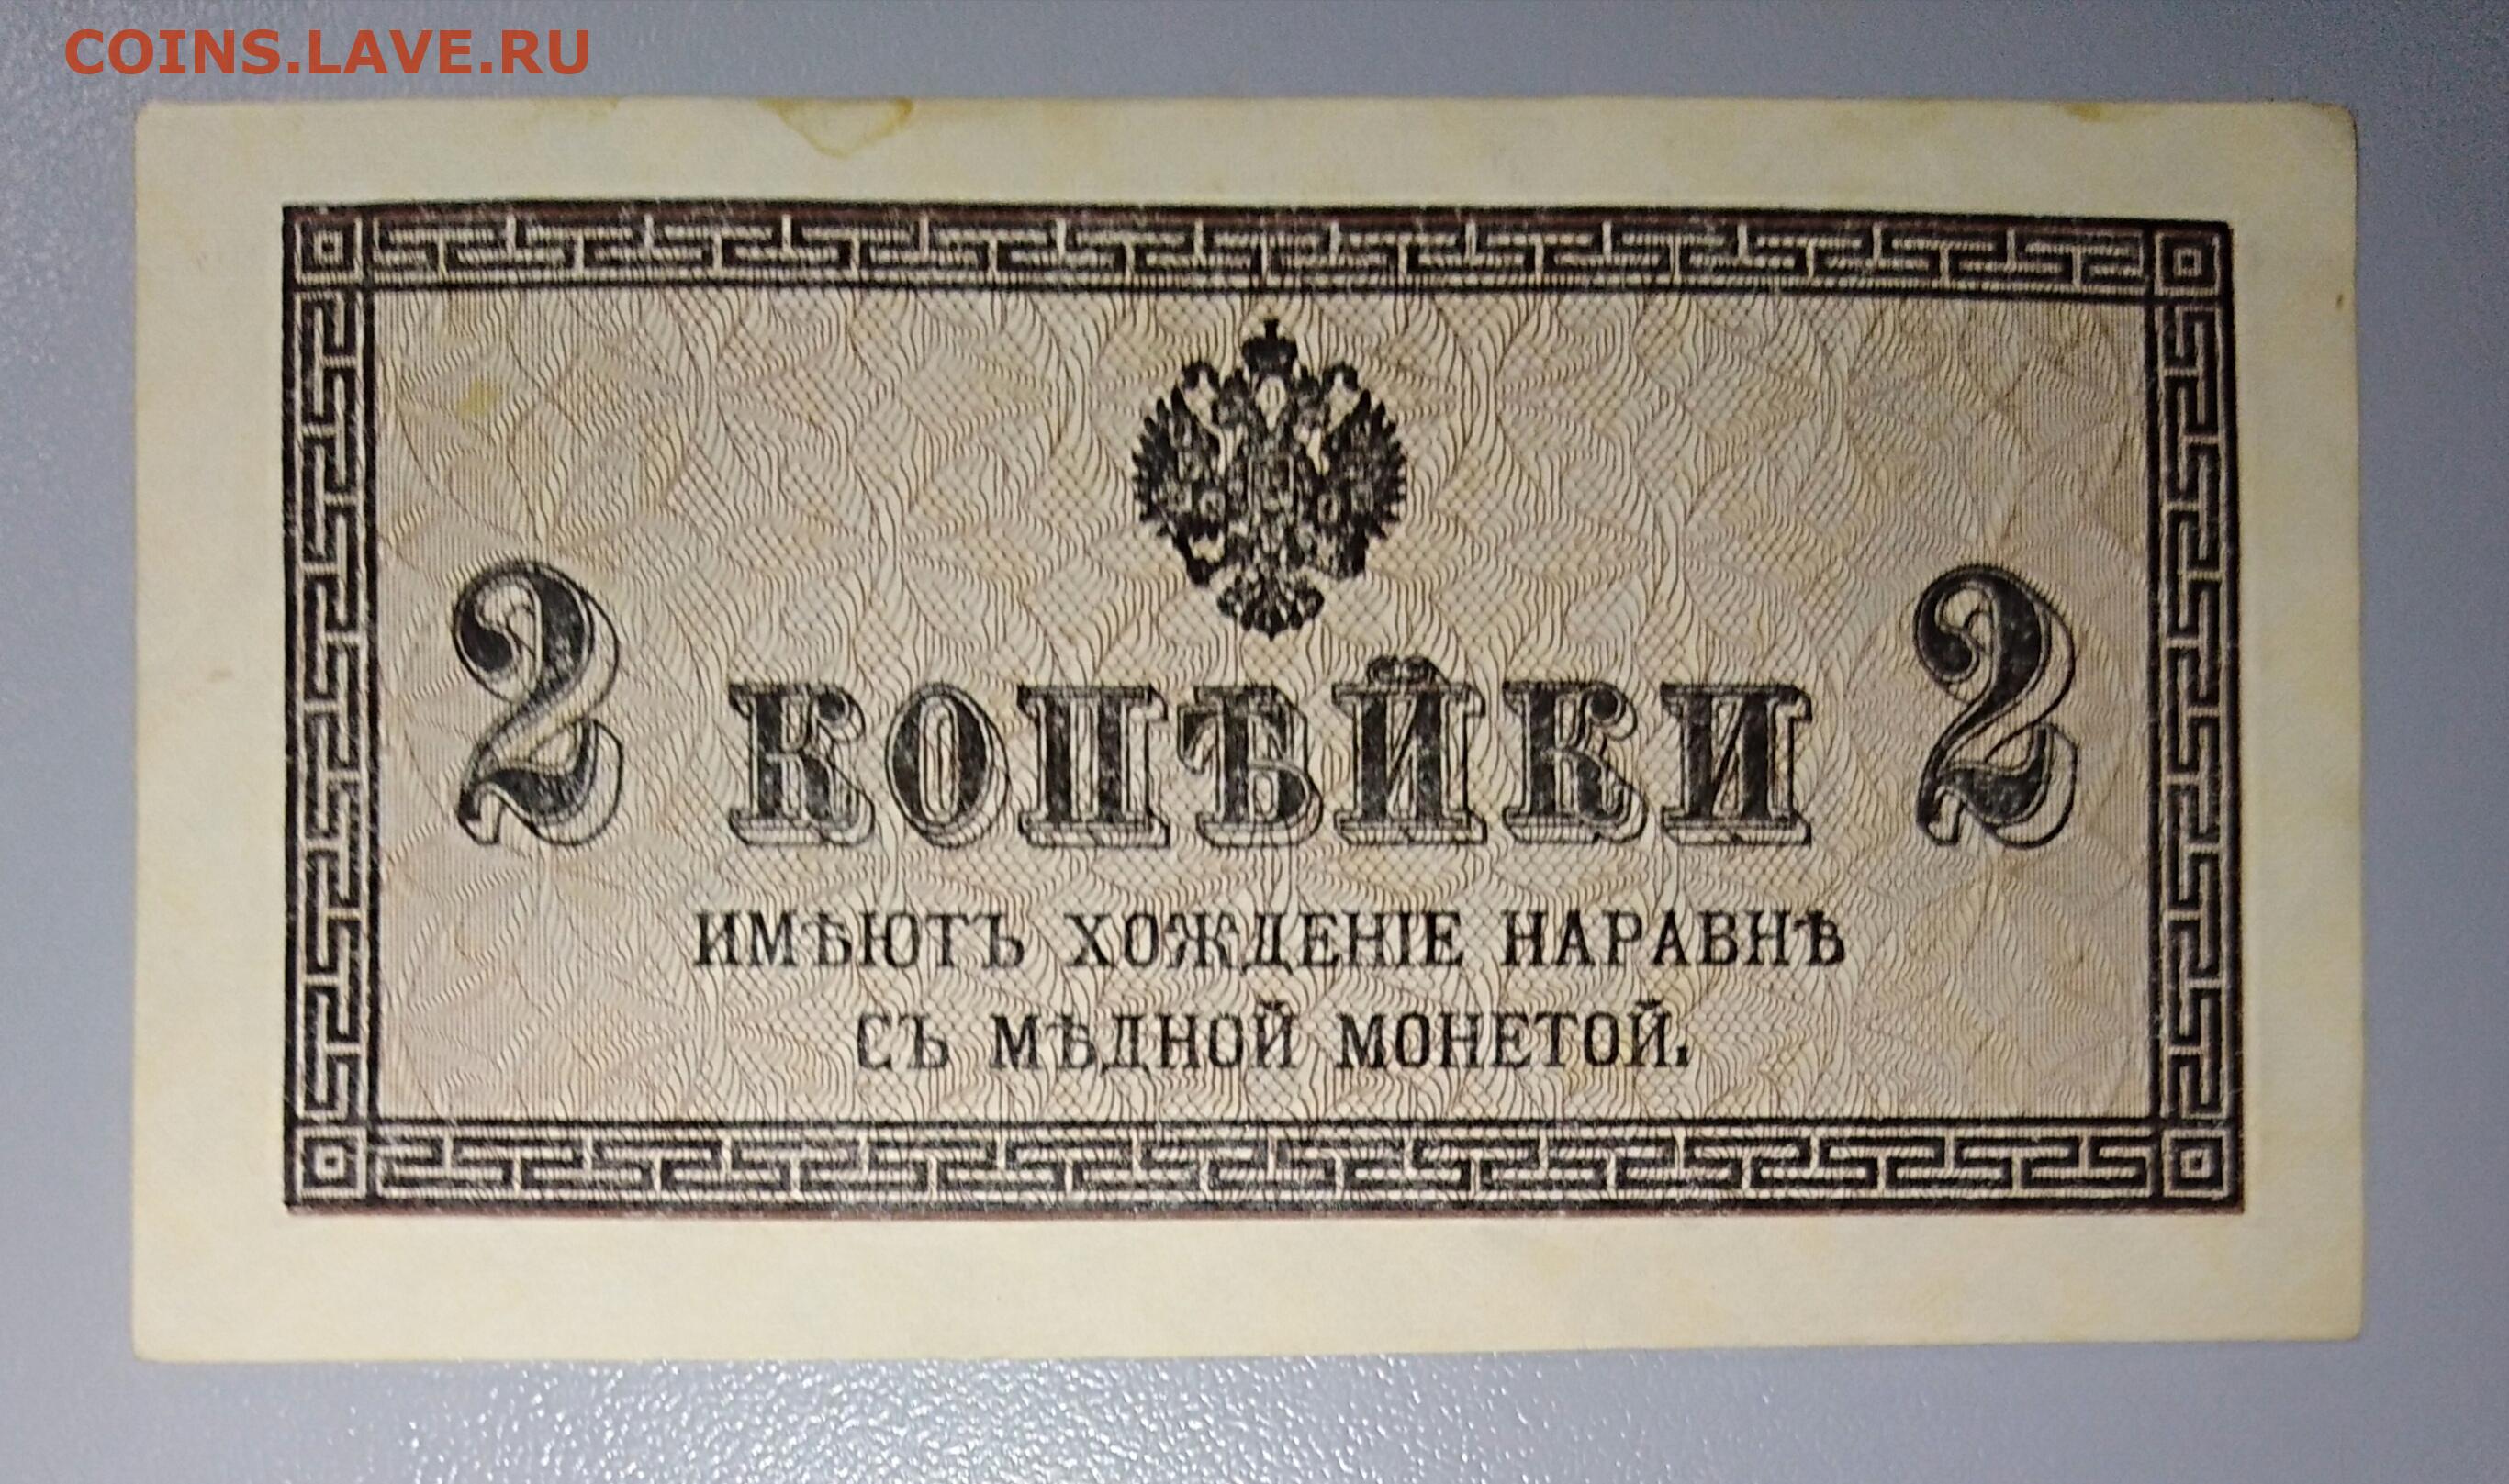 COINS.LAVE.RU
2 КОПѢЙКИ 2
ИМѢЮТЪ ХОЖДЕНІЕ НАРАВНѢ
СЪ МѢДНОЙ МОНЕТОЙ.